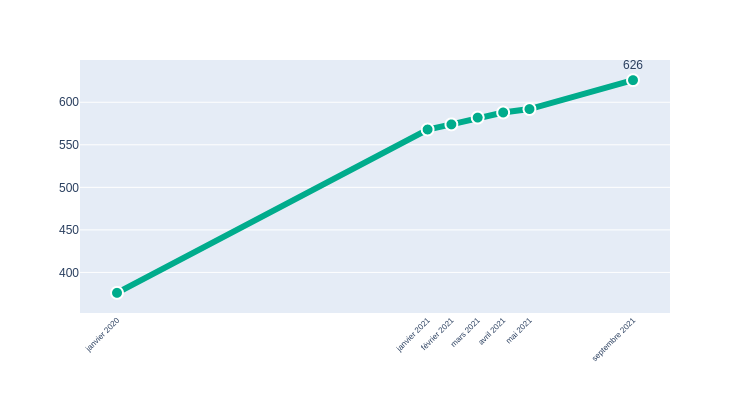 626
600
550
500
450
400
janvier 2020
janvier 2021
février 2021
mars 2021
avril 2021
mai 2021
septembre 2021